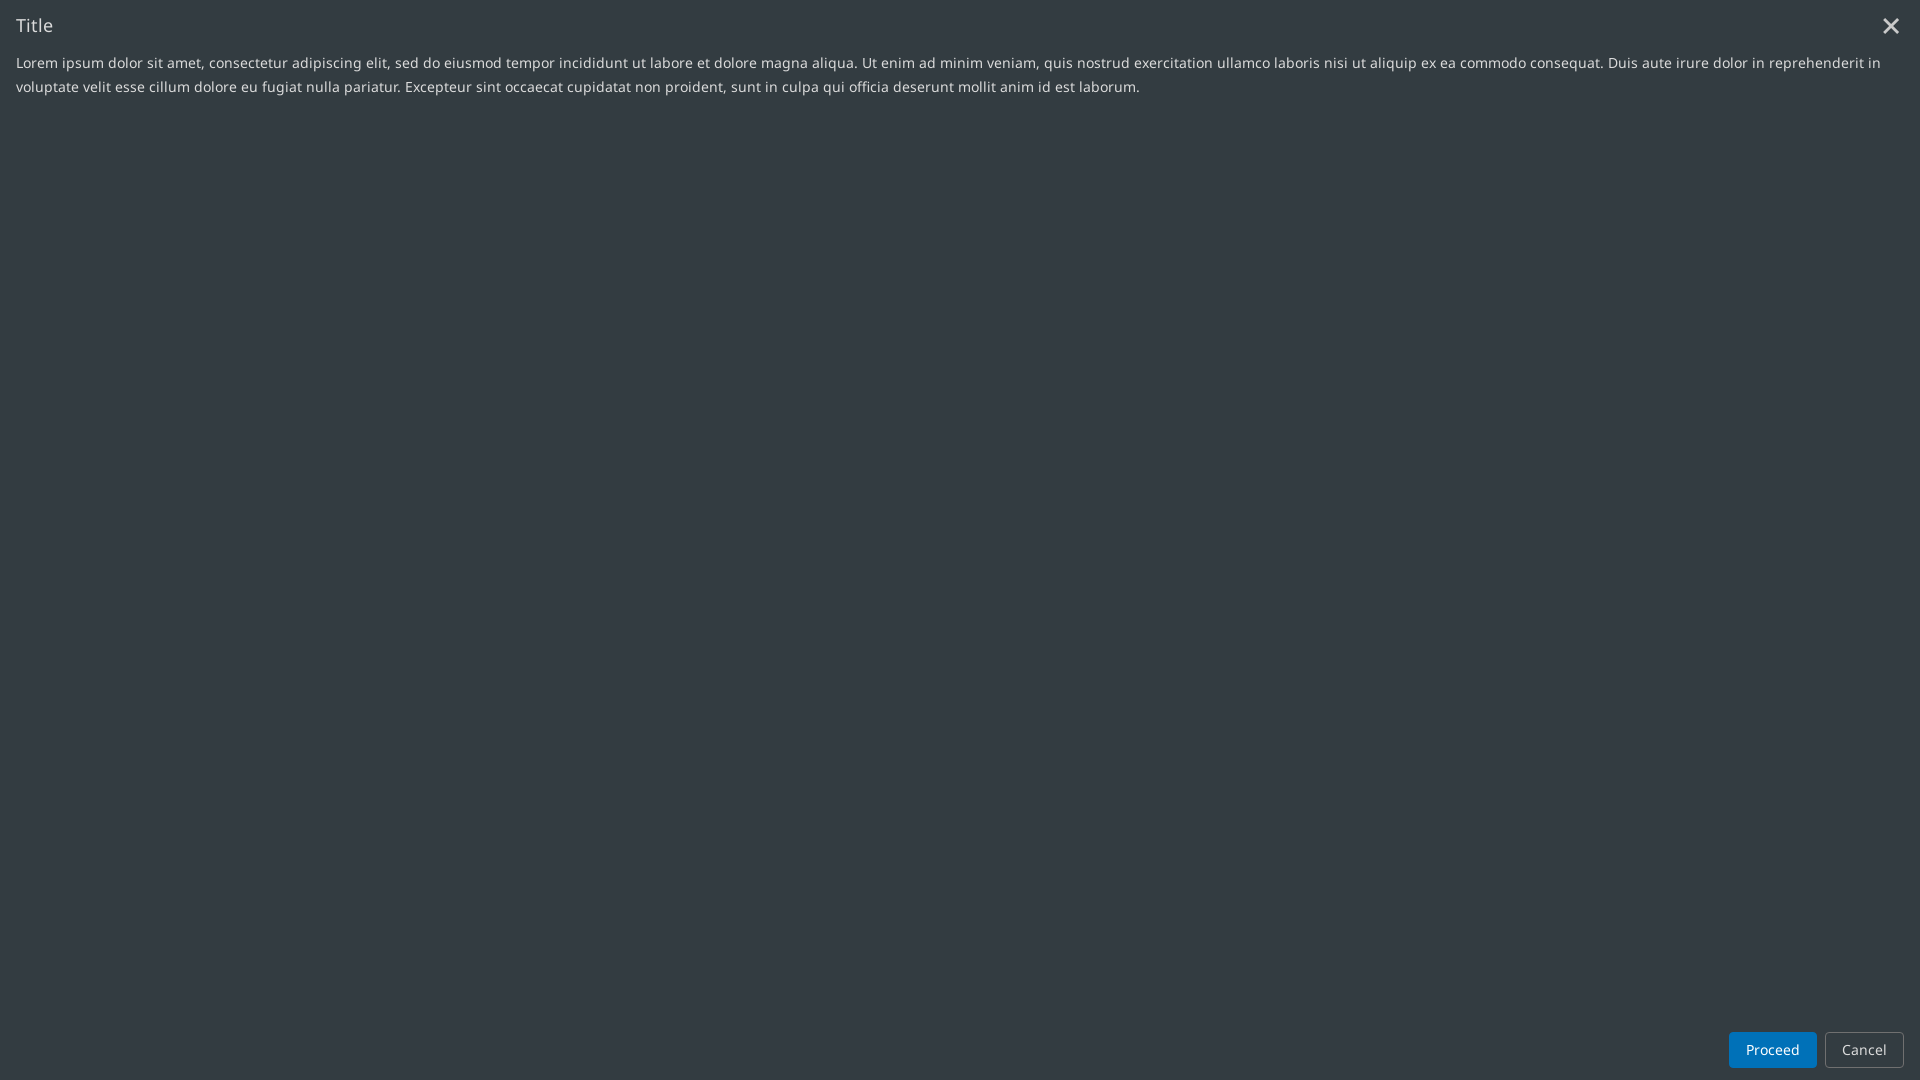 Title
Lorem ipsum dolor sit amet, consectetur adipiscing elit, sed do eiusmod tempor incididunt ut labore et dolore magna aliqua. Ut enim ad minim veniam, quis nostrud exercitation ullamco laboris nisi ut aliquip ex ea commodo consequat. Duis aute irure dolor in reprehenderit in
voluptate velit esse cillum dolore eu fugiat nulla pariatur. Excepteur sint occaecat cupidatat non proident, sunt in culpa qui officia deserunt mollit anim id est laborum.
Proceed Cancel